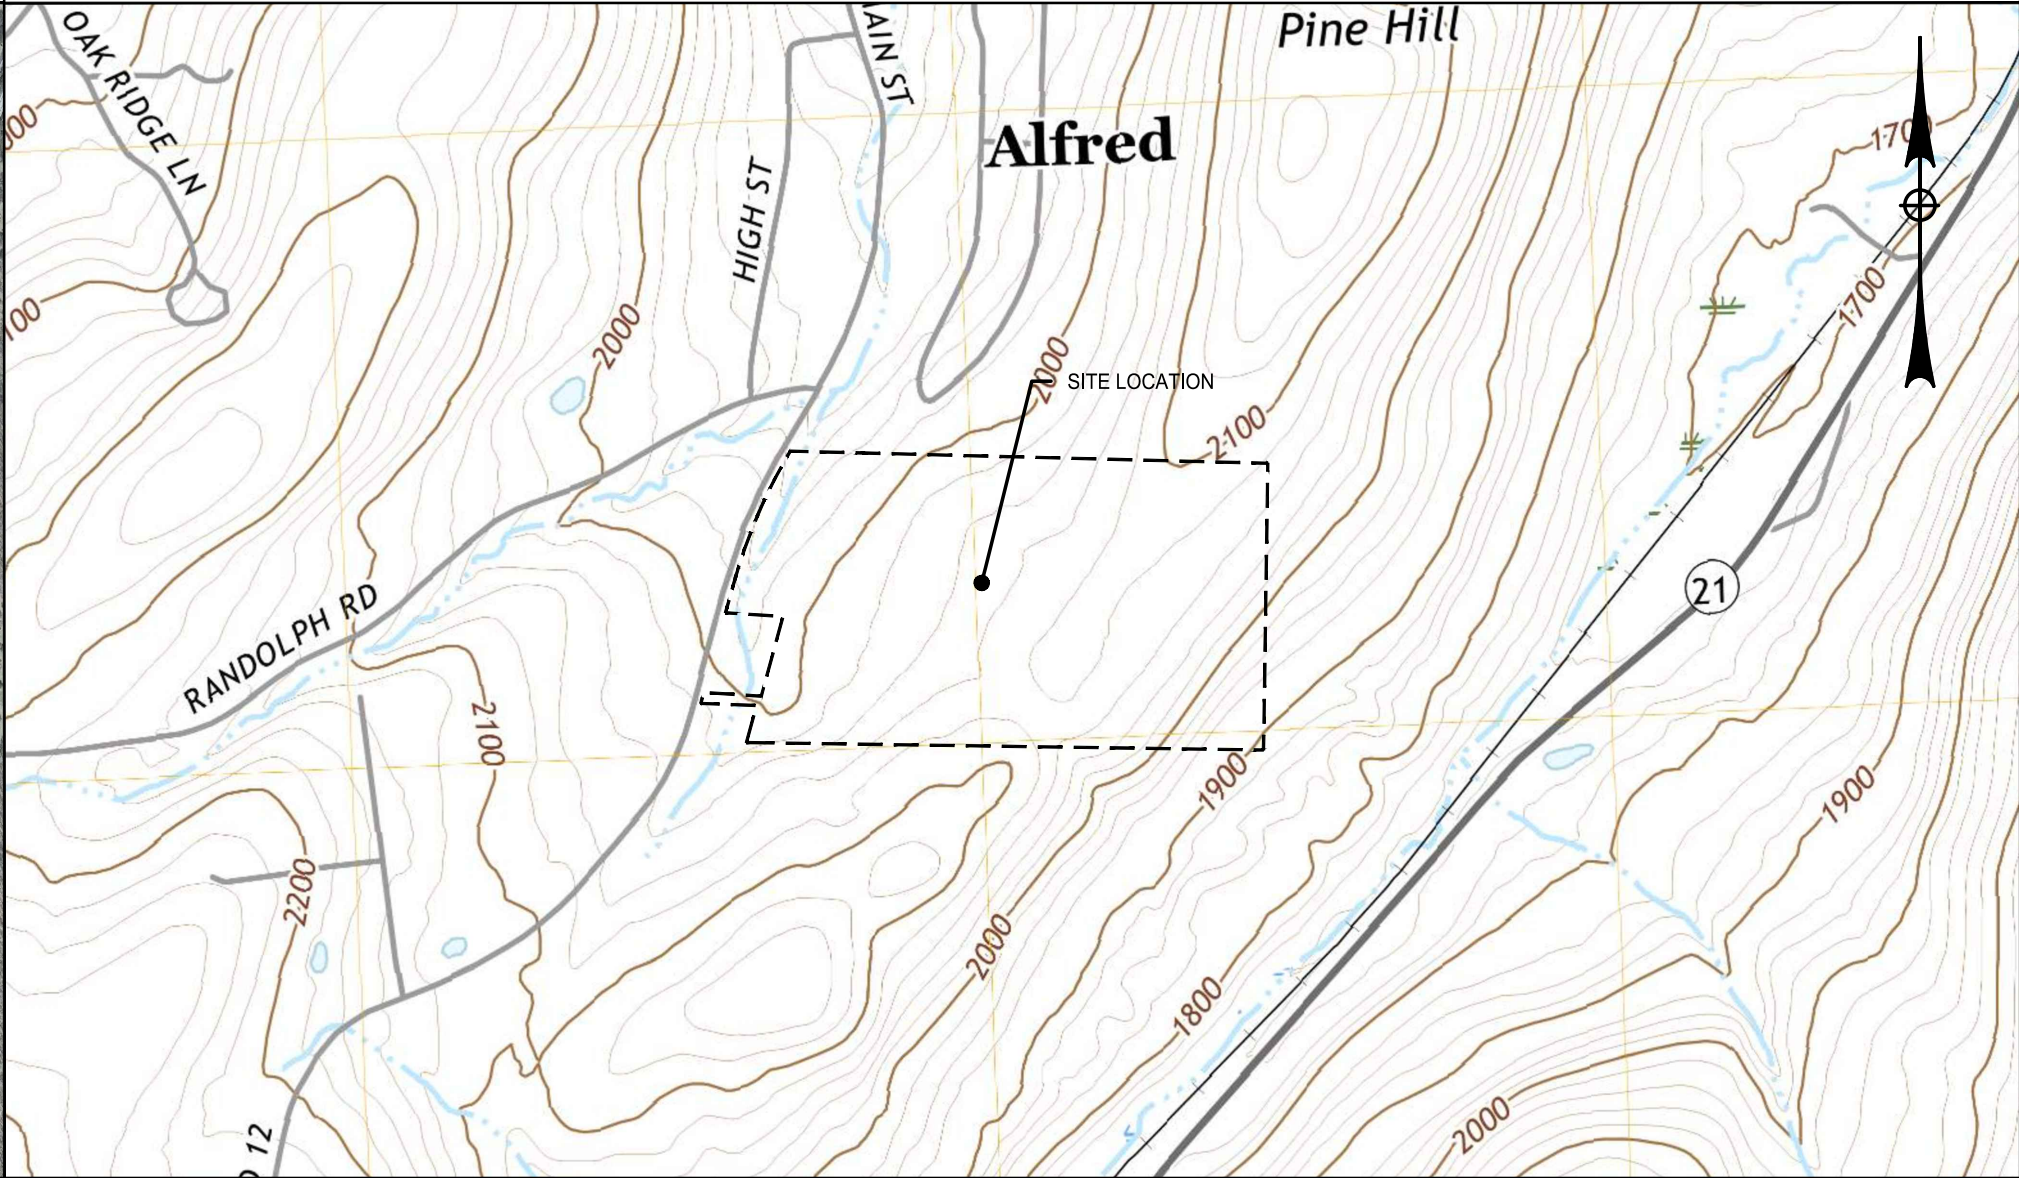 Pine Hill
OAK RIDGE LN
AIN ST
Alfred
1700
HIGH ST
1700
2000
2000
SITE LOCATION
2100
21
RANDOLPH RD
2100
1900
1900
2200
2000
1800
2000
12